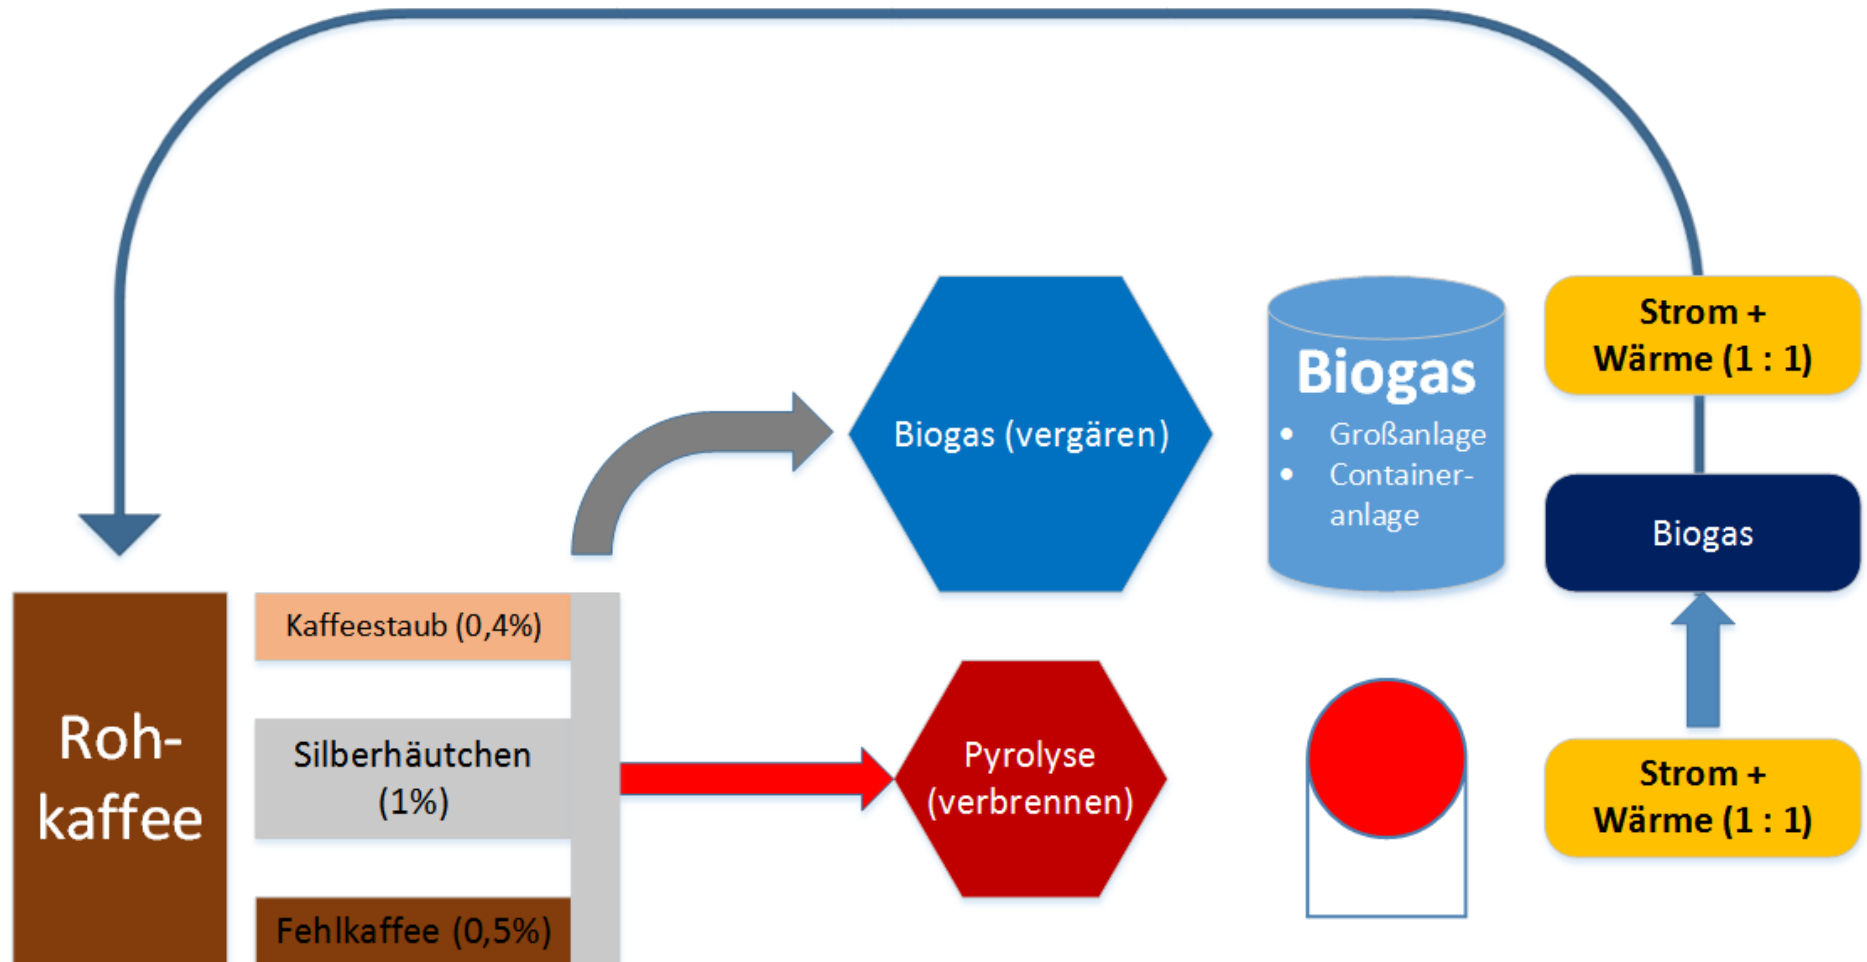 Roh-
kaffee
Kaffeestaub (0,4%)
Silberhäutchen
(1%)
Fehlkaffee (0,5%)
Biogas (vergären)
Pyrolyse
(verbrennen)
Biogas
• Großanlage
• Container-
anlage
Strom +
Wärme (1 : 1)
Biogas
Strom +
Wärme (1 : 1)